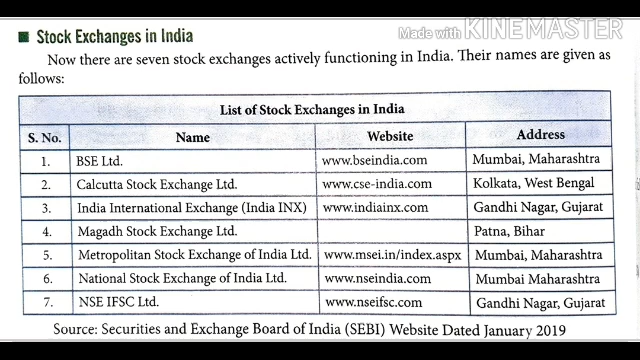 Made with KINEMASTER
■ Stock Exchanges in India
Now there are seven stock exchanges actively functioning in India. Their names are given as
follows:
List of Stock Exchanges in India
S. No. Name Website Address
1. BSE Ltd. www.bseindia.com Mumbai, Maharashtra
2. Calcutta Stock Exchange Ltd. www.cse-india.com Kolkata, West Bengal
3. India International Exchange (India INX) www.indiainx.com Gandhi Nagar, Gujarat
4. Magadh Stock Exchange Ltd. Patna, Bihar
5. Metropolitan Stock Exchange of India Ltd. www.msei.in/index.aspx Mumbai, Maharashtra
6. National Stock Exchange of India Ltd. www.nseindia.com Mumbai Maharashtra
7. NSE IFSC Ltd. www.nseifsc.com Gandhi Nagar, Gujarat
Source: Securities and Exchange Board of India (SEBI) Website Dated January 2019